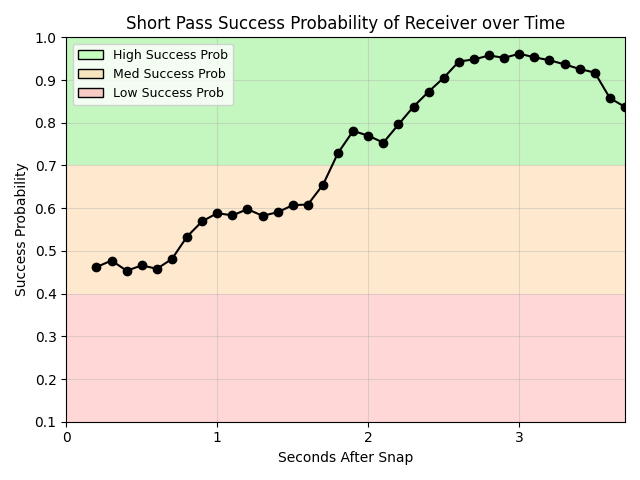 Short Pass Success Probability of Receiver over Time
1.0
High Success Prob
Med Success Prob
0.9
Low Success Prob
0.8
0.7
0.6
Success Probability
0.5
0.4
0.3
0.2
0.1
0
1
2
3
Seconds After Snap